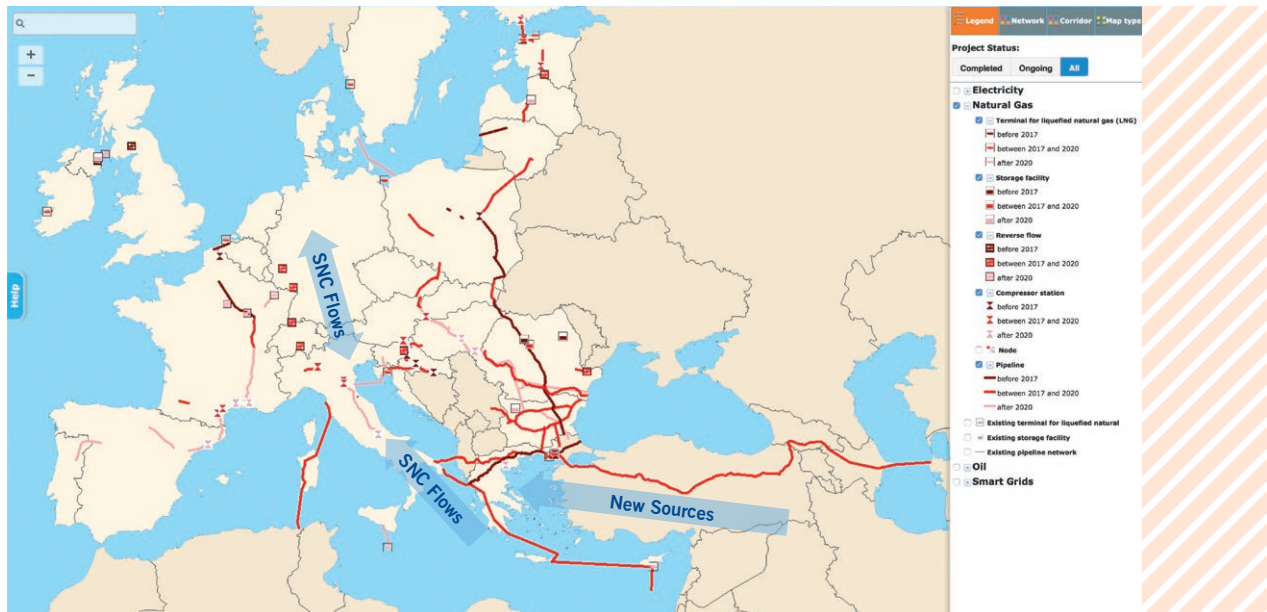 Legend
Network
Corridor
Map type
+
−
Project Status:
Completed
Ongoing
All
Electricity
Natural Gas
Terminal for liquefied natural gas (LNG)
before 2017
between 2017 and 2020
after 2020
Storage facility
before 2017
between 2017 and 2020
after 2020
Reverse flow
before 2017
between 2017 and 2020
after 2020
Compressor station
before 2017
between 2017 and 2020
after 2020
Node
Pipeline
before 2017
between 2017 and 2020
after 2020
Existing terminal for liquefied natural
Existing storage facility
Existing pipeline network
Oil
Smart Grids
Help
SNC Flows
SNC Flows
New Sources